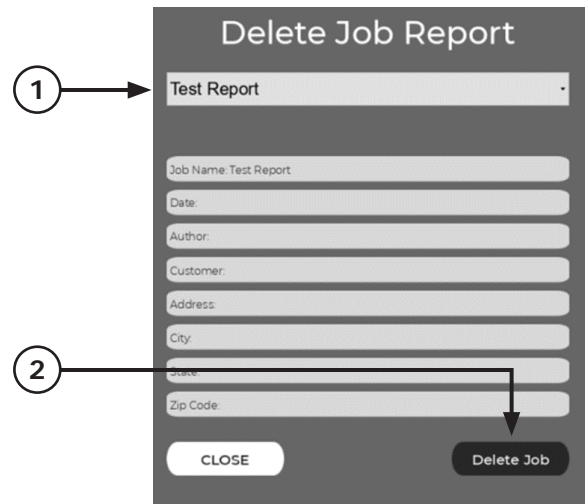 Delete Job Report
1
Test Report
Job Name: Test Report
Date:
Author:
Customer:
Address:
City:
2
State:
Zip Code:
CLOSE
Delete Job